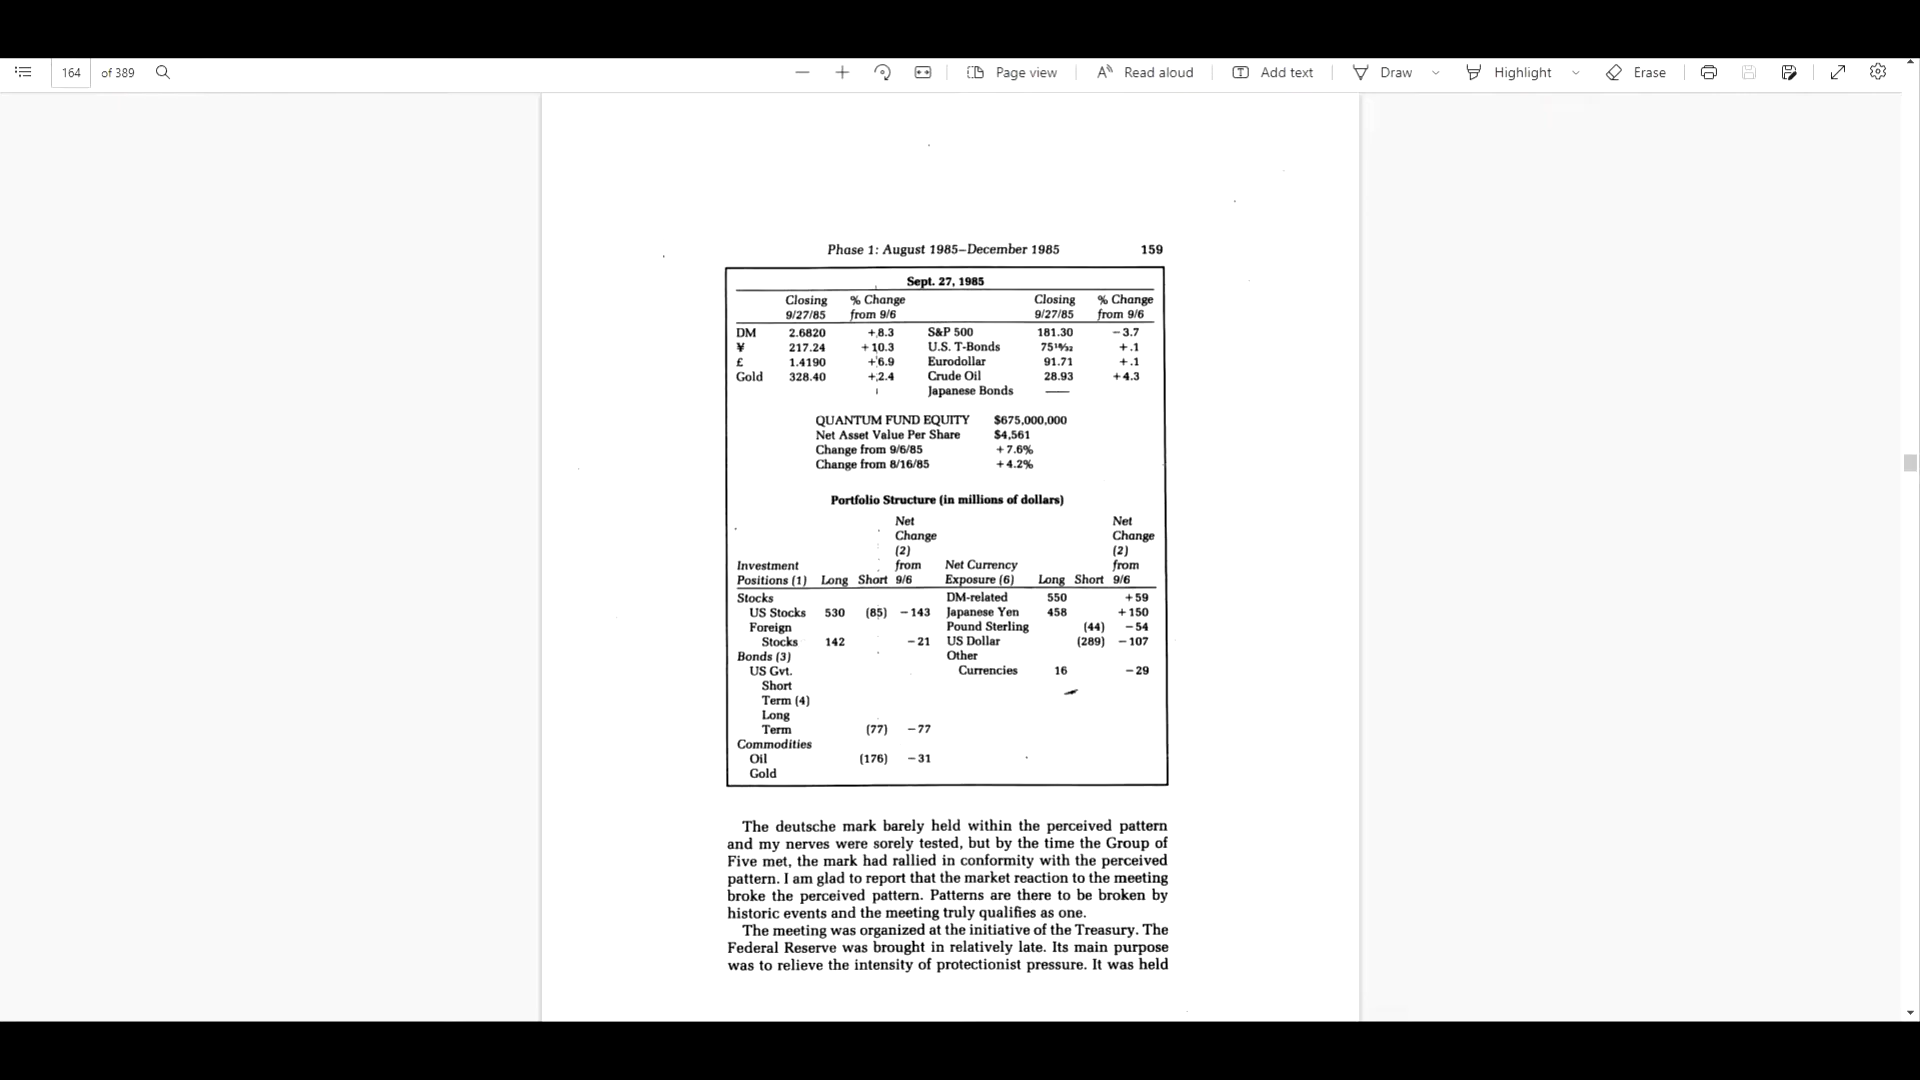 164 of 389
Page view
Read aloud
Add text
Draw
Highlight
Erase
Phase 1: August 1985–December 1985 159
Sept. 27, 1985
Closing % Change Closing % Change
9/27/85 from 9/6 9/27/85 from 9/6
DM 2.6820 +8.3 S&P 500 181.30 −3.7
¥ 217.24 +10.3 U.S. T-Bonds 75 +.1
£ 1.4190 +6.9 Eurodollar 91.71 +.1
Gold 328.40 +2.4 Crude Oil 28.93 +4.3
Japanese Bonds —
QUANTUM FUND EQUITY $675,000,000
Net Asset Value Per Share $4,561
Change from 9/6/85 +7.6%
Change from 8/16/85 +4.2%
Portfolio Structure (in millions of dollars)
Net Net
Change Change
(2) (2)
Investment from Net Currency from
Positions (1) Long Short 9/6 Exposure (6) Long Short 9/6
Stocks DM-related 550 +59
US Stocks 530 (85) −143 Japanese Yen 458 +150
Foreign Pound Sterling (44) −54
Stocks 142 −21 US Dollar (289) −107
Bonds (3) Other
US Gvt. Currencies 16 −29
Short
Term (4)
Long
Term (77) −77
Commodities
Oil (176) −31
Gold
The deutsche mark barely held within the perceived pattern
and my nerves were sorely tested, but by the time the Group of
Five met, the mark had rallied in conformity with the perceived
pattern. I am glad to report that the market reaction to the meeting
broke the perceived pattern. Patterns are there to be broken by
historic events and the meeting truly qualifies as one.
The meeting was organized at the initiative of the Treasury. The
Federal Reserve was brought in relatively late. Its main purpose
was to relieve the intensity of protectionist pressure. It was held